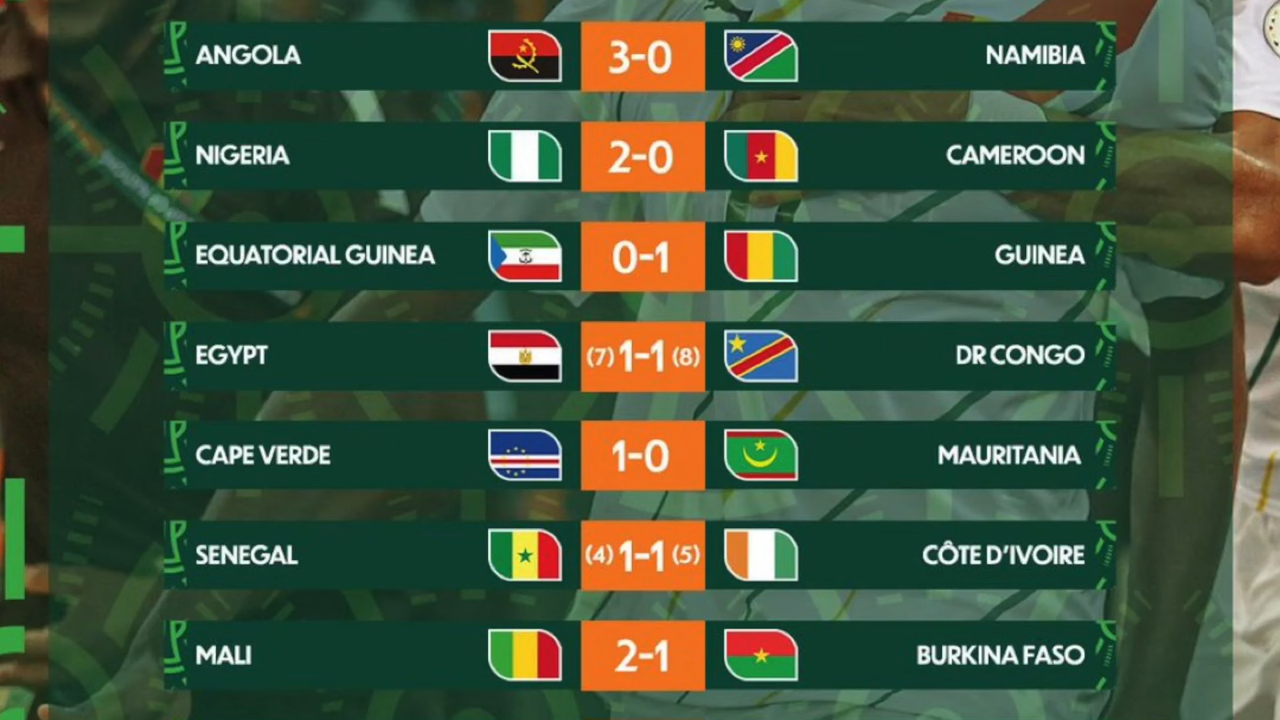 ANGOLA 3-0 NAMIBIA
NIGERIA 2-0 CAMEROON
EQUATORIAL GUINEA 0-1 GUINEA
EGYPT (7) 1-1 (8) DR CONGO
CAPE VERDE 1-0 MAURITANIA
SENEGAL (4) 1-1 (5) CÔTE D'IVOIRE
MALI 2-1 BURKINA FASO